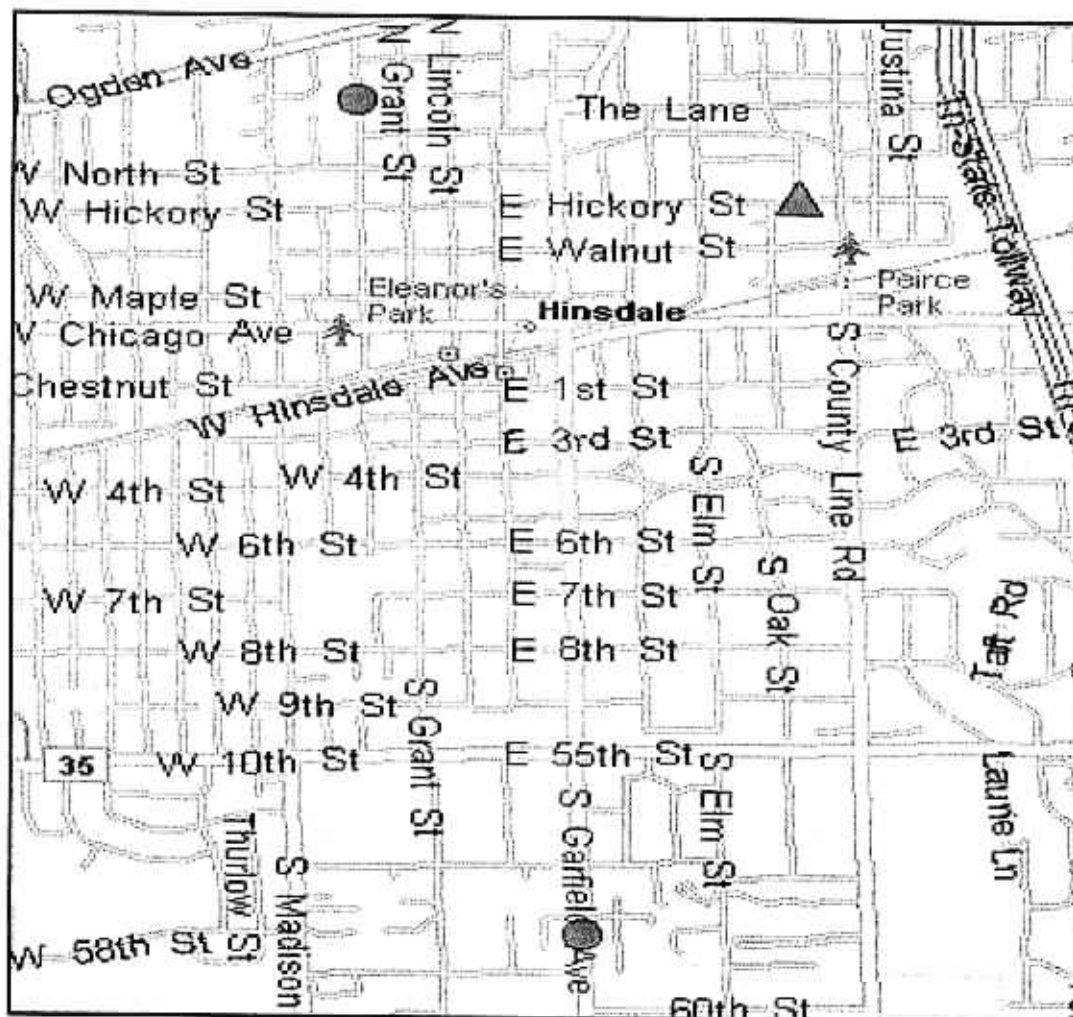 Ogden Ave
N Grant St
N Lincoln St
Justina St
Tri-State Tollway
The Lane
W North St
W Hickory St
E Hickory St
E Walnut St
W Maple St
Eleanor's
Park
Hinsdale
Peirce
Park
V Chicago Ave
Chestnut St
W Hinsdale Ave
E 1st St
S County Line Rd
E 3rd St
E 3rd St
W 4th St
W 4th St
S Elm St
W 6th St
E 6th St
S Oak St
W 7th St
E 7th St
W 8th St
E 8th St
W 9th St
S Grant St
35
W 10th St
E 55th St
S Elm St
Laurie Ln
S Garfield Ave
Thurlow St
S Madison
W 58th St
60th St